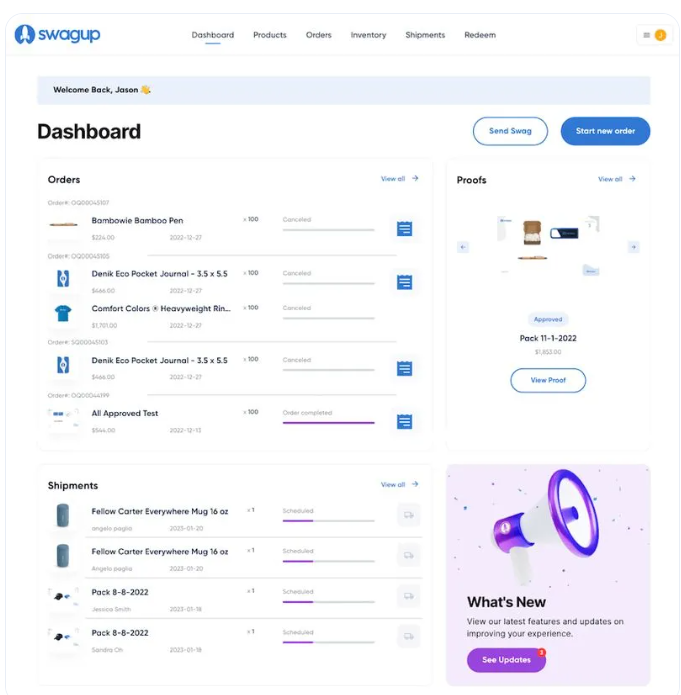 swagup
Dashboard Products Orders Inventory Shipments Redeem
J
Welcome Back, Jason 👋
Dashboard
Send Swag
Start new order
Orders
View all →
Order#: OQ00045107
Bambowie Bamboo Pen x 100 Canceled
$224.00 2022-12-27
Order#: OQ00045105
Denik Eco Pocket Journal - 3.5 x 5.5 x 100 Canceled
$466.00 2022-12-27
Comfort Colors ® Heavyweight Rin... x 100 Canceled
$1,701.00 2022-12-27
Order#: SQ00045103
Denik Eco Pocket Journal - 3.5 x 5.5 x 100 Canceled
$466.00 2022-12-27
Order#: OQ00044799
All Approved Test x 100 Order completed
$544.00 2022-12-13
Proofs
View all →
Approved
Pack 11-1-2022
$1,853.00
View Proof
Shipments
View all →
Fellow Carter Everywhere Mug 16 oz x 1 Scheduled
angelo paglio 2023-01-20
Fellow Carter Everywhere Mug 16 oz x 1 Scheduled
Angelo paglio 2023-01-20
Pack 8-8-2022 x 1 Scheduled
Jessica Smith 2023-01-18
Pack 8-8-2022 x 1 Scheduled
Sandra Oh 2023-01-18
What's New
View our latest features and updates on
improving your experience.
See Updates
3